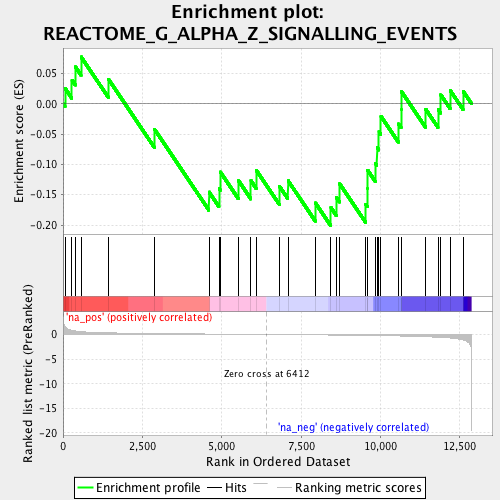 Enrichment plot:
REACTOME_G_ALPHA_Z_SIGNALLING_EVENTS
Enrichment score (ES)
0.05
0.00
-0.05
-0.10
-0.15
-0.20
'na_pos' (positively correlated)
Ranked list metric (PreRanked)
0
-5
-10
-15
-20
Zero cross at 6412
'na_neg' (negatively correlated)
0
2,500
5,000
7,500
10,000
12,500
Rank in Ordered Dataset
Enrichment profile
Hits
Ranking metric scores